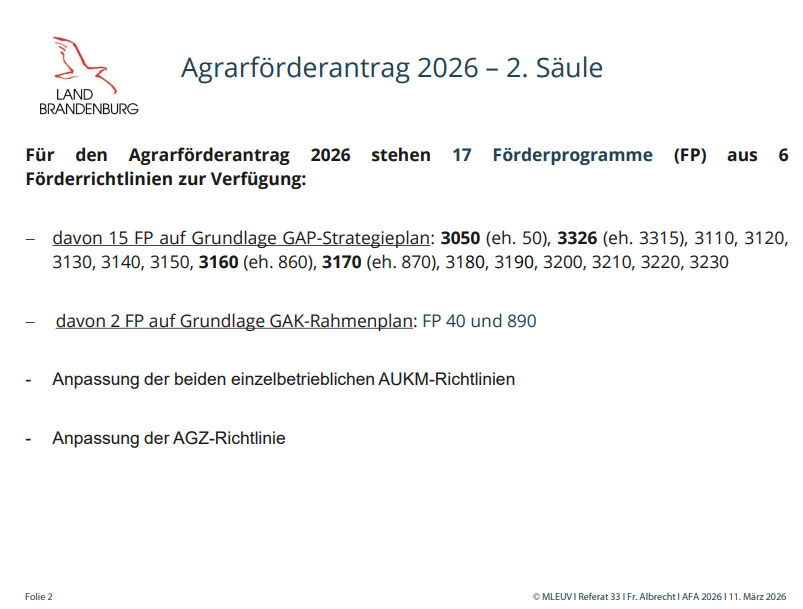 LAND
BRANDENBURG
Agrarförderantrag 2026 – 2. Säule
Für den Agrarförderantrag 2026 stehen 17 Förderprogramme (FP) aus 6
Förderrichtlinien zur Verfügung:
– davon 15 FP auf Grundlage GAP-Strategieplan: 3050 (eh. 50), 3326 (eh. 3315), 3110, 3120,
3130, 3140, 3150, 3160 (eh. 860), 3170 (eh. 870), 3180, 3190, 3200, 3210, 3220, 3230
– davon 2 FP auf Grundlage GAK-Rahmenplan: FP 40 und 890
- Anpassung der beiden einzelbetrieblichen AUKM-Richtlinien
- Anpassung der AGZ-Richtlinie
Folie 2
© MLEUV I Referat 33 I Fr. Albrecht I AFA 2026 I 11. März 2026